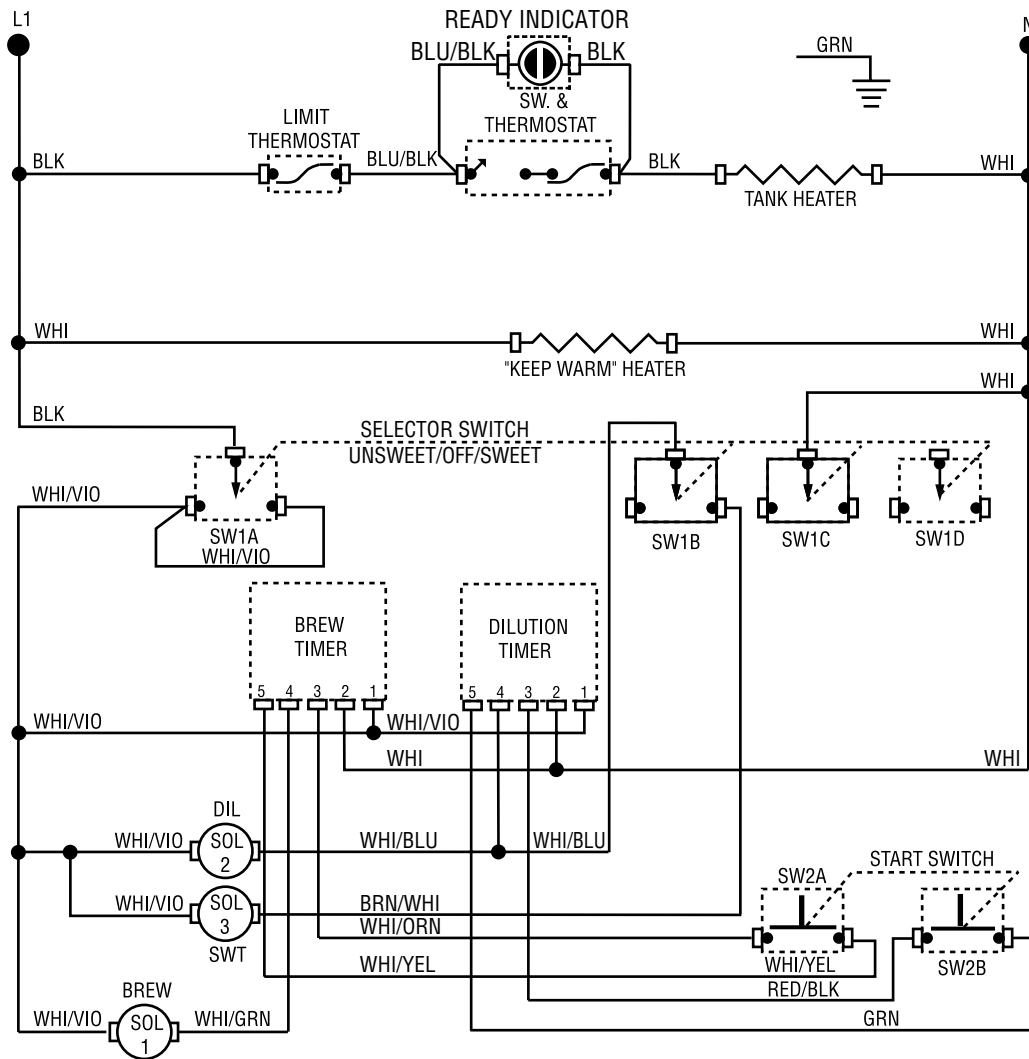 L1
READY INDICATOR
N
BLU/BLK
BLK
GRN
SW. &
THERMOSTAT
LIMIT
THERMOSTAT
BLK
BLU/BLK
BLK
WHI
TANK HEATER
WHI
WHI
"KEEP WARM" HEATER
WHI
BLK
SELECTOR SWITCH
UNSWEET/OFF/SWEET
WHI/VIO
SW1A
WHI/VIO
SW1B
SW1C
SW1D
BREW
TIMER
DILUTION
TIMER
5 4 3 2 1
5 4 3 2 1
WHI/VIO
WHI/VIO
WHI
WHI
DIL
WHI/VIO
SOL
2
WHI/BLU
WHI/BLU
START SWITCH
SW2A
WHI/VIO
SOL
3
BRN/WHI
SWT
WHI/ORN
WHI/YEL
WHI/YEL
SW2B
RED/BLK
BREW
WHI/VIO
SOL
1
WHI/GRN
GRN